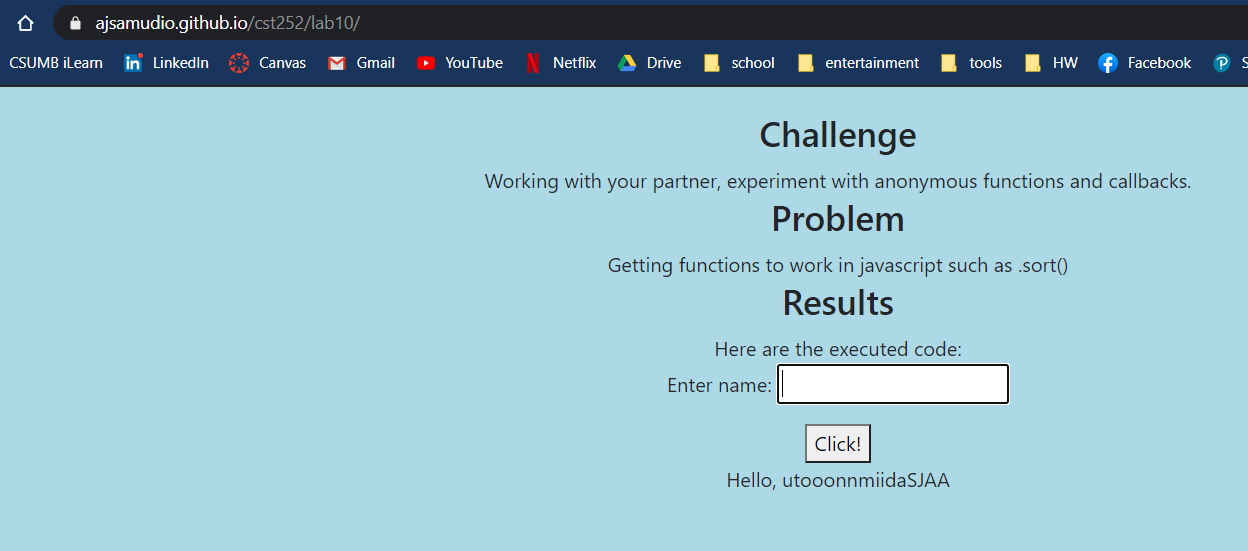 ajsamudio.github.io/cst252/lab10/
CSUMB iLearn LinkedIn Canvas Gmail YouTube Netflix Drive school entertainment tools HW Facebook S
Challenge
Working with your partner, experiment with anonymous functions and callbacks.
Problem
Getting functions to work in javascript such as .sort()
Results
Here are the executed code:
Enter name:
Click!
Hello, utooonnmiidaSJAA